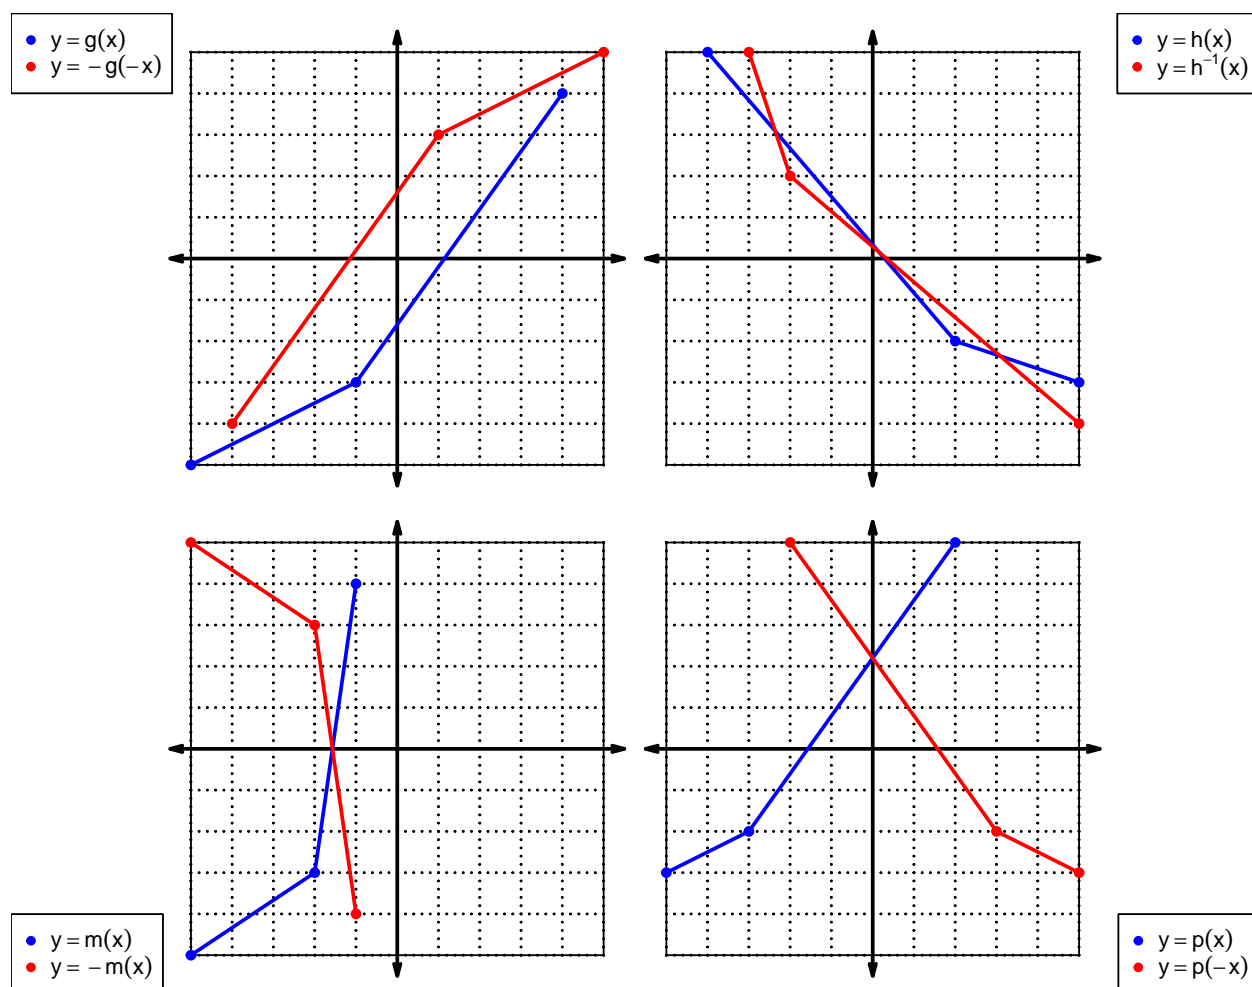 y = g(x)
y = −g(−x)
y = h(x)
y = h⁻¹(x)
y = m(x)
y = −m(x)
y = p(x)
y = p(−x)